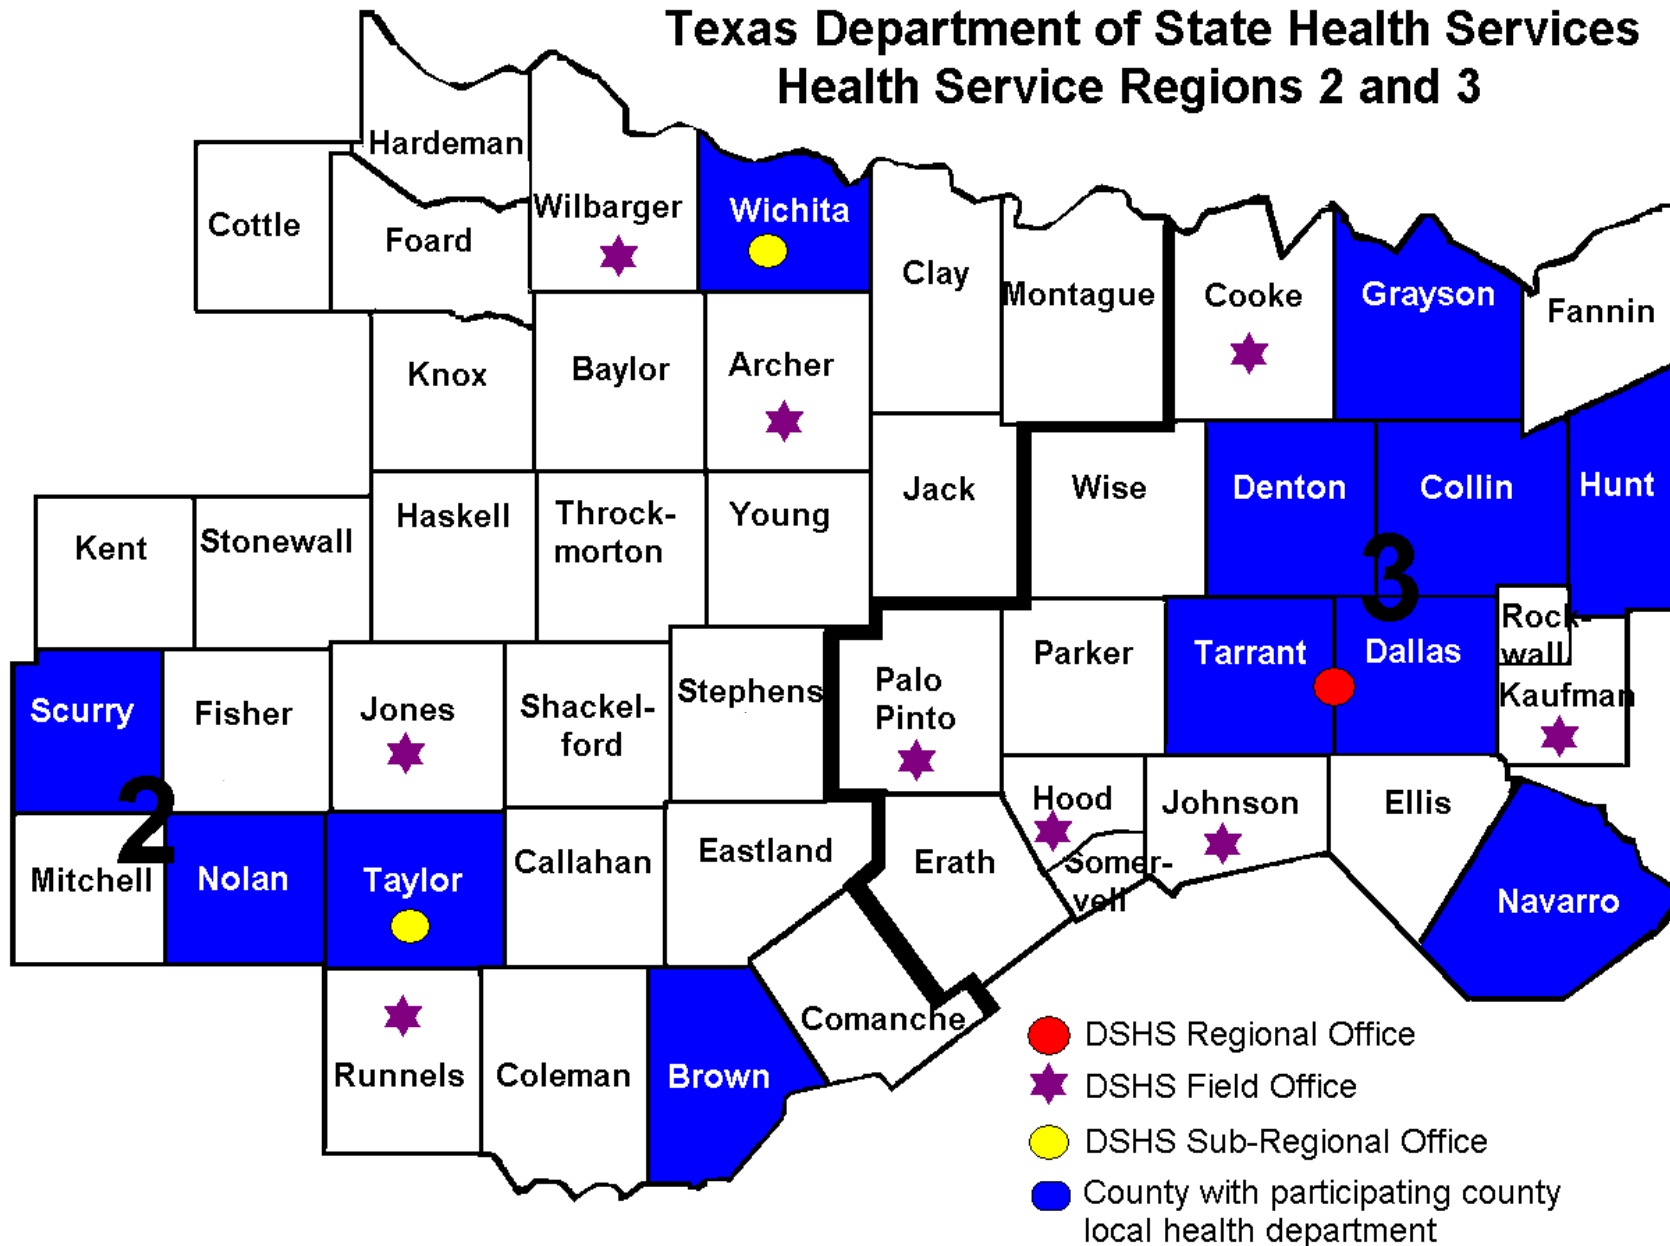 Texas Department of State Health Services
Health Service Regions 2 and 3
Hardeman
Cottle
Foard
Wilbarger
Wichita
Clay
Montague
Cooke
Grayson
Fannin
Knox
Baylor
Archer
Kent
Stonewall
Haskell
Throck-
morton
Young
Jack
Wise
Denton
Collin
Hunt
3
Scurry
Fisher
Jones
Shackel-
ford
Stephens
Palo
Pinto
Parker
Tarrant
Dallas
Rock-
wall
Kaufman
2
Mitchell
Nolan
Taylor
Callahan
Eastland
Erath
Hood
Somer-
vell
Johnson
Ellis
Navarro
Runnels
Coleman
Brown
Comanche
DSHS Regional Office
DSHS Field Office
DSHS Sub-Regional Office
County with participating county
local health department